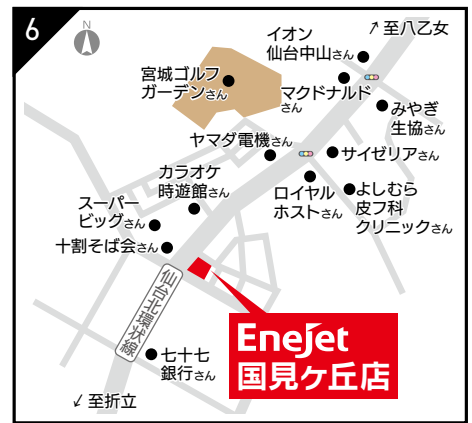 6
N
↗至八乙女
イオン
仙台中山さん
宮城ゴルフ
ガーデンさん
マクドナルド
さん
みやぎ
生協さん
ヤマダ電機さん
サイゼリアさん
カラオケ
時遊館さん
ロイヤル
ホストさん
よしむら
皮フ科
クリニックさん
スーパー
ビッグさん
十割そば会さん
仙台北環状線
EneJet
国見ケ丘店
七十七
銀行さん
↙至折立